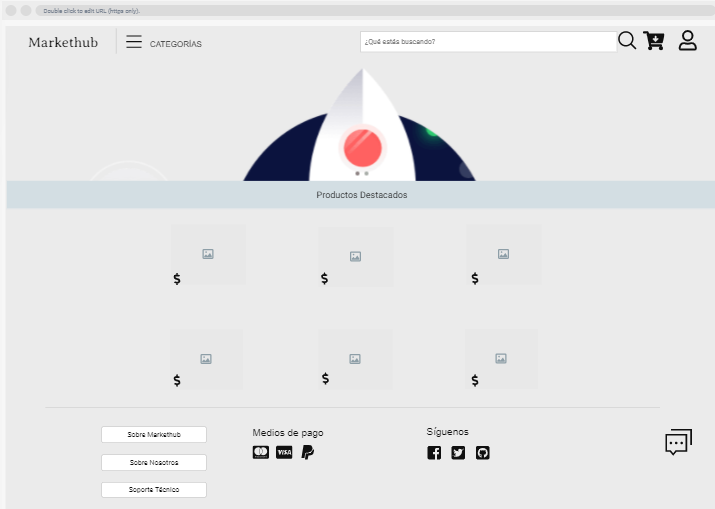 Double click to edit URL (https only).
Markethub
CATEGORÍAS
¿Qué estás buscando?
Productos Destacados
$
$
$
$
$
$
Sobre Markethub
Medios de pago
Síguenos
VISA
Sobre Nosotros
Soporte Técnico